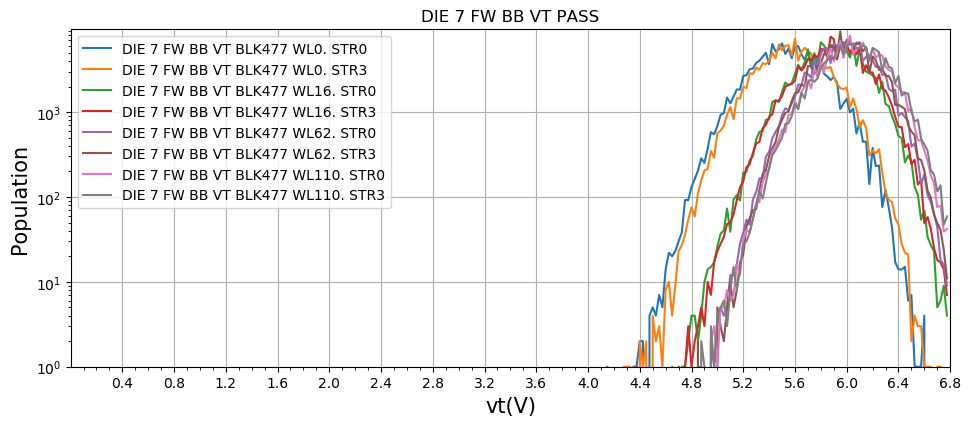 DIE 7 FW BB VT PASS
DIE 7 FW BB VT BLK477 WL0. STR0
DIE 7 FW BB VT BLK477 WL0. STR3
DIE 7 FW BB VT BLK477 WL16. STR0
DIE 7 FW BB VT BLK477 WL16. STR3
DIE 7 FW BB VT BLK477 WL62. STR0
DIE 7 FW BB VT BLK477 WL62. STR3
DIE 7 FW BB VT BLK477 WL110. STR0
DIE 7 FW BB VT BLK477 WL110. STR3
Population
10³
10²
10¹
10⁰
0.4 0.8 1.2 1.6 2.0 2.4 2.8 3.2 3.6 4.0 4.4 4.8 5.2 5.6 6.0 6.4 6.8
vt(V)